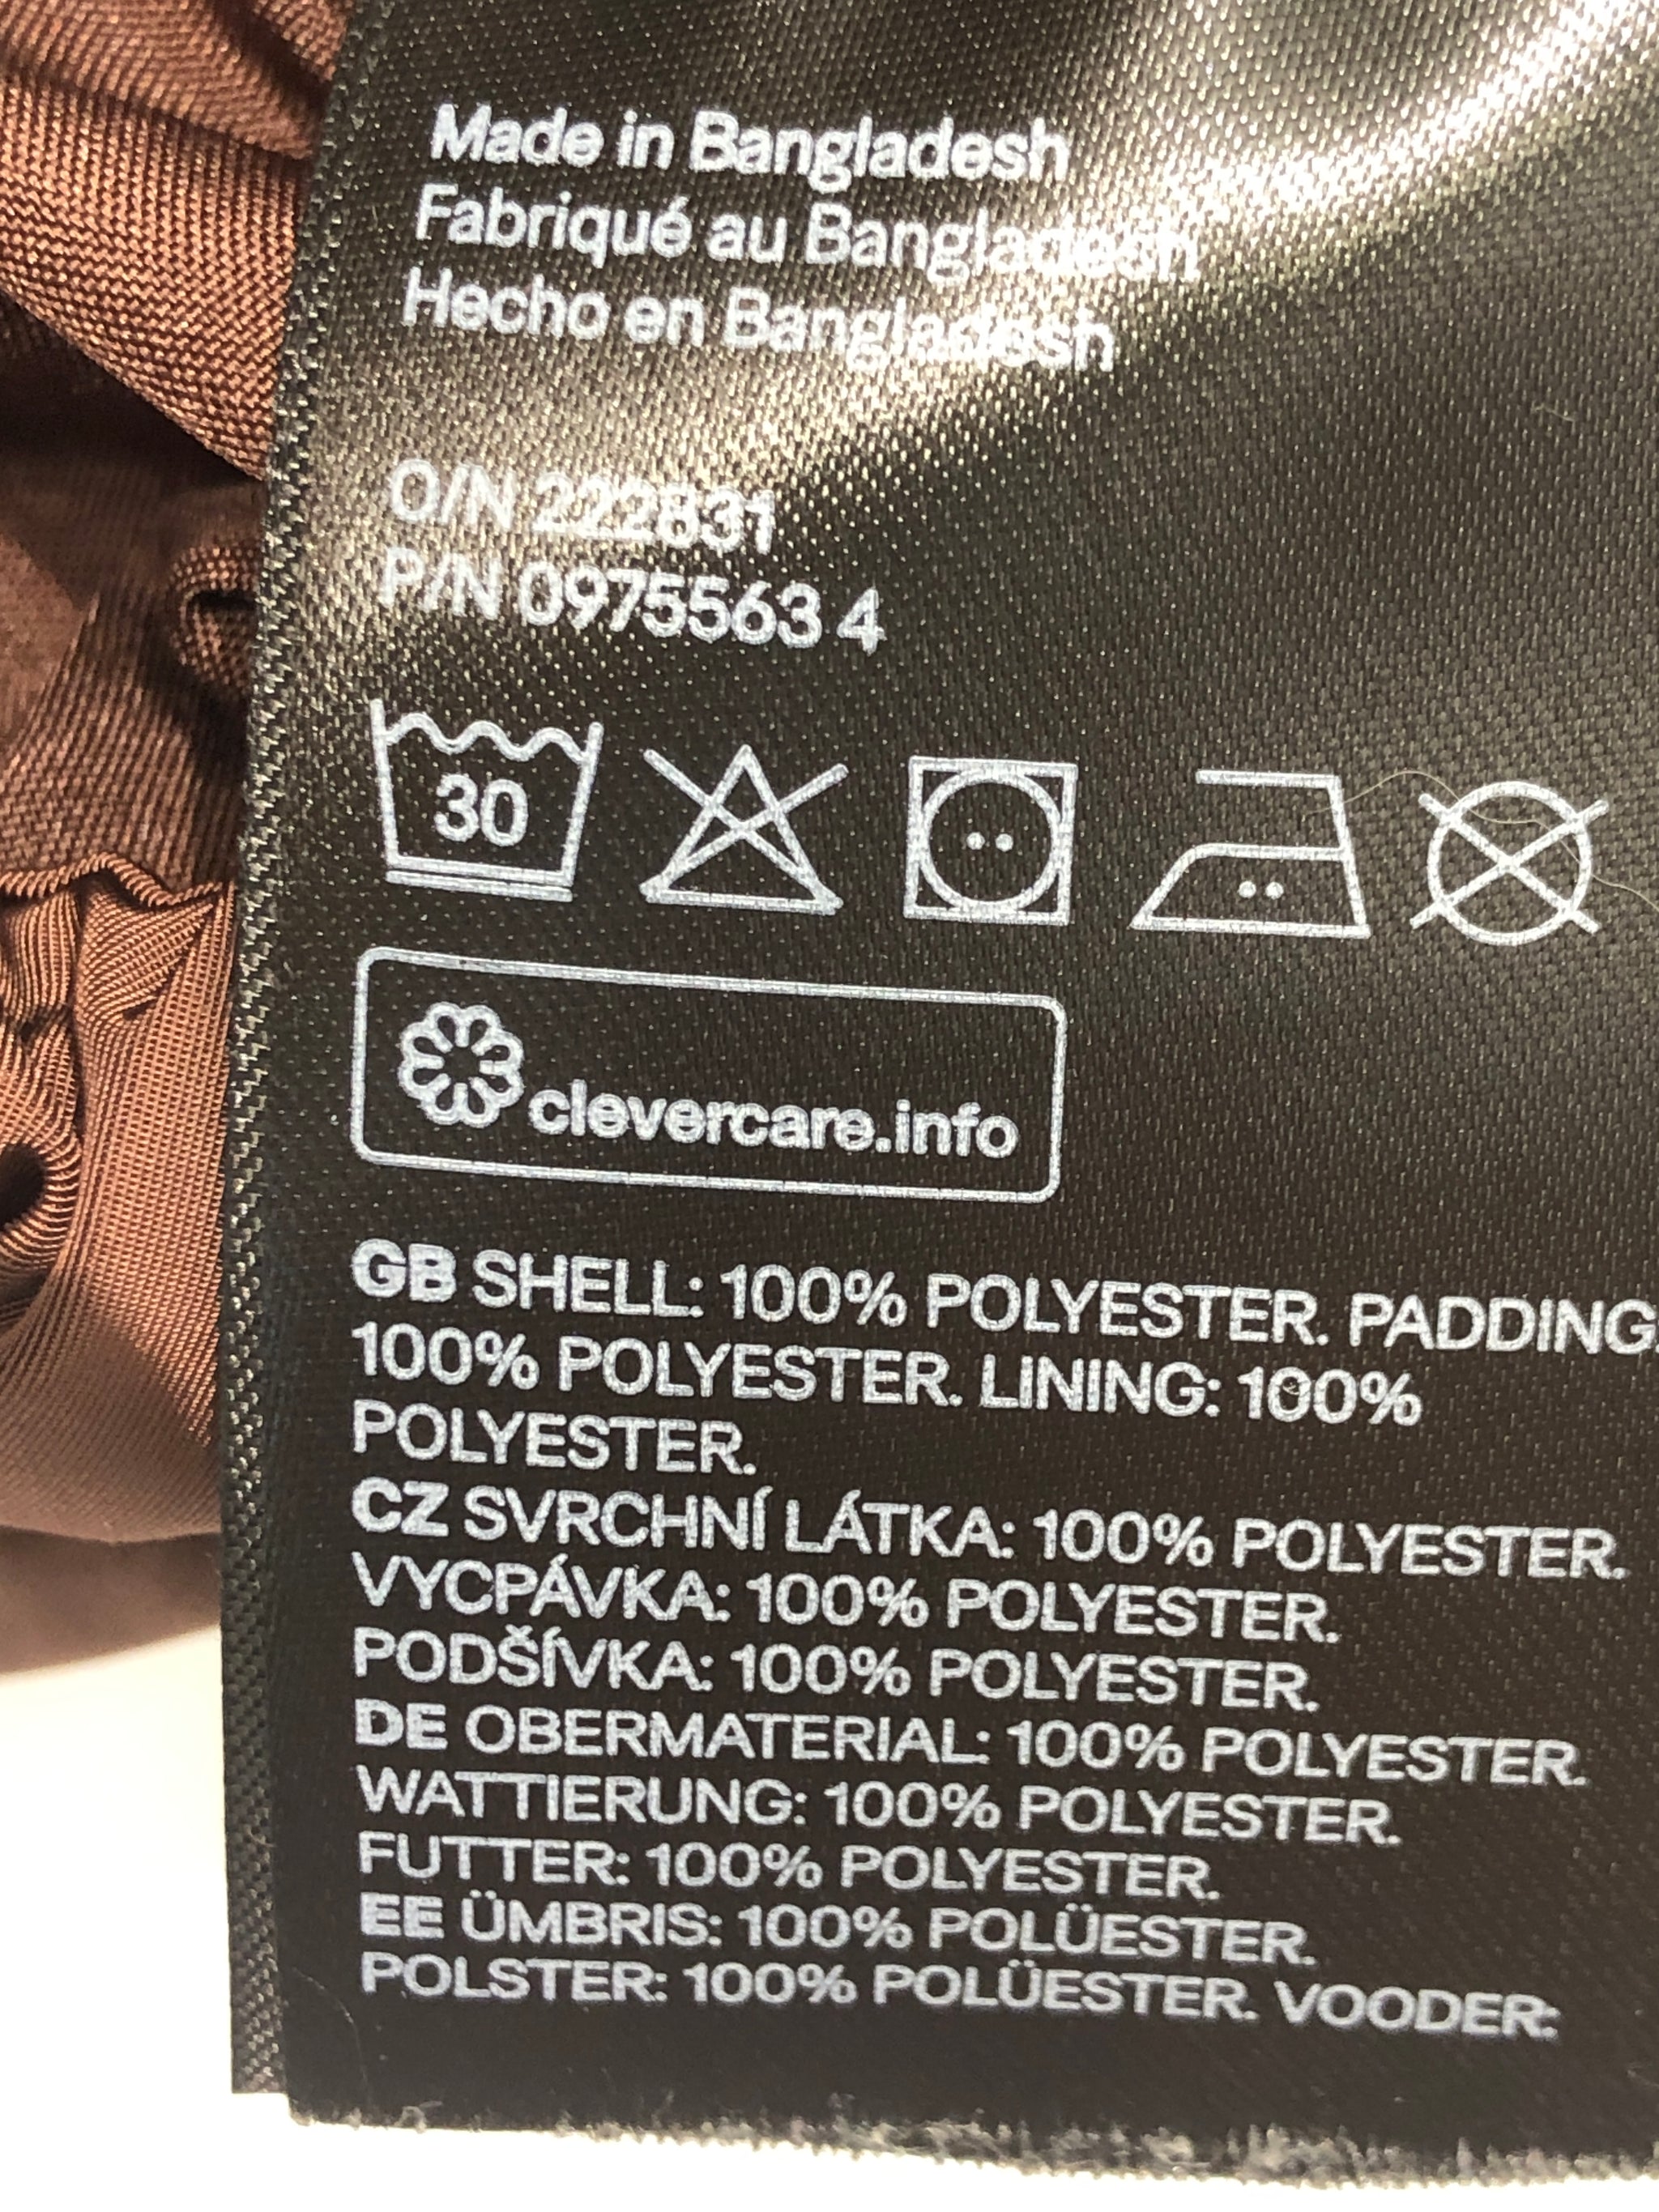 Made in Bangladesh
Fabriqué au Bangladesh
Hecho en Bangladesh
O/N 222831
P/N 0975563 4
30
clevercare.info
GB SHELL: 100% POLYESTER. PADDING:
100% POLYESTER. LINING: 100%
POLYESTER.
CZ SVRCHNÍ LÁTKA: 100% POLYESTER.
VYCPÁVKA: 100% POLYESTER.
PODŠÍVKA: 100% POLYESTER.
DE OBERMATERIAL: 100% POLYESTER.
WATTIERUNG: 100% POLYESTER.
FUTTER: 100% POLYESTER.
EE ÜMBRIS: 100% POLÜESTER.
POLSTER: 100% POLÜESTER. VOODER: